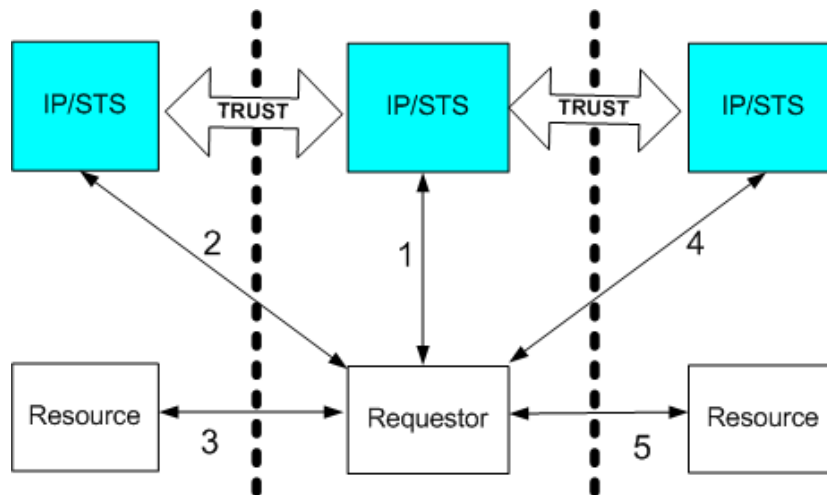 IP/STS
TRUST
IP/STS
TRUST
IP/STS
2
1
4
Resource
3
Requestor
5
Resource